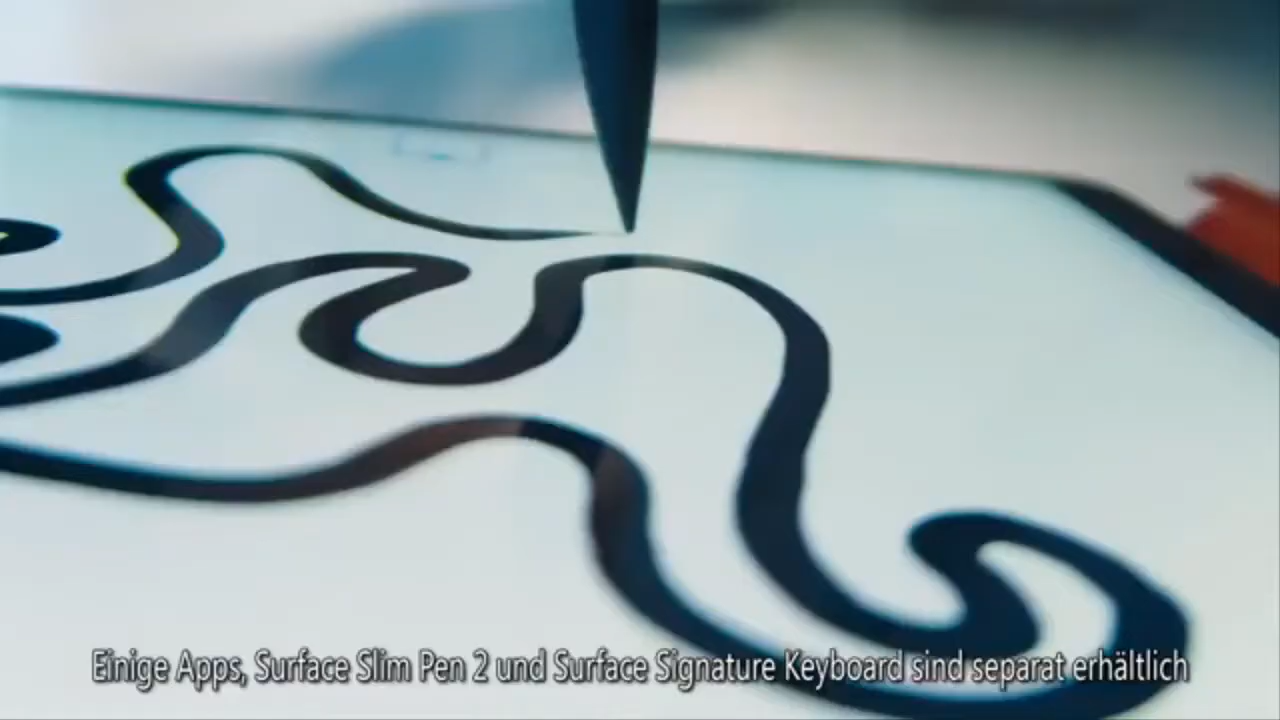 Einige Apps, Surface Slim Pen 2 und Surface Signature Keyboard sind separat erhältlich